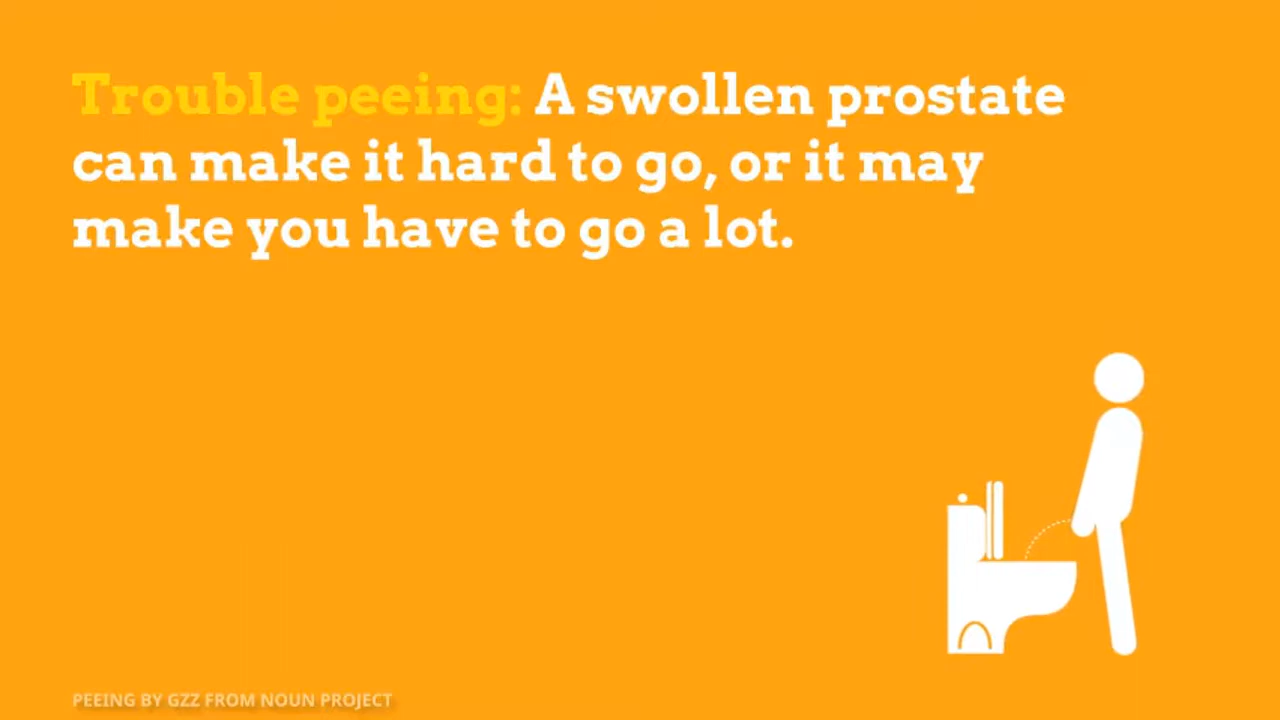 Trouble peeing: A swollen prostate
can make it hard to go, or it may
make you have to go a lot.
PEEING BY GZZ FROM NOUN PROJECT